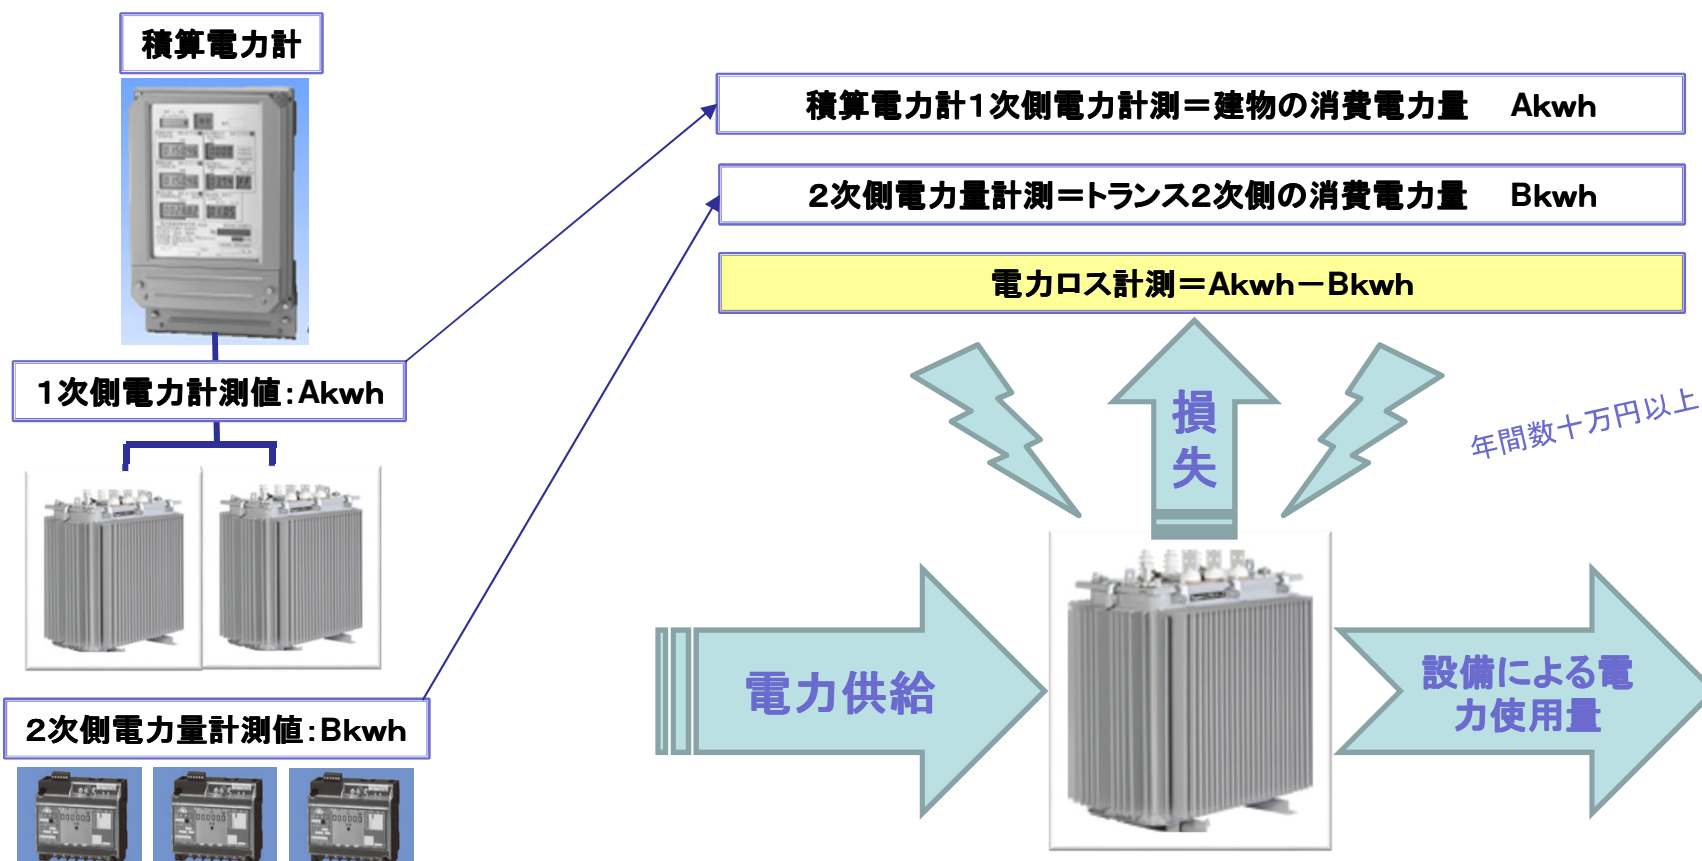 積算電力計
1次側電力計測値:Akwh
2次側電力量計測値:Bkwh
積算電力計1次側電力計測=建物の消費電力量　Akwh
2次側電力量計測=トランス2次側の消費電力量　Bkwh
電力ロス計測=Akwh－Bkwh
損
失
年間数十万円以上
電力供給
設備による電
力使用量